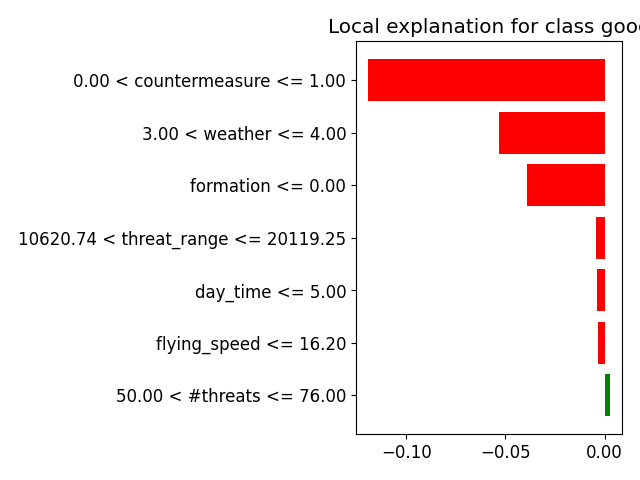 Local explanation for class goo
0.00 < countermeasure <= 1.00
3.00 < weather <= 4.00
formation <= 0.00
10620.74 < threat_range <= 20119.25
day_time <= 5.00
flying_speed <= 16.20
50.00 < #threats <= 76.00
−0.10 −0.05 0.00